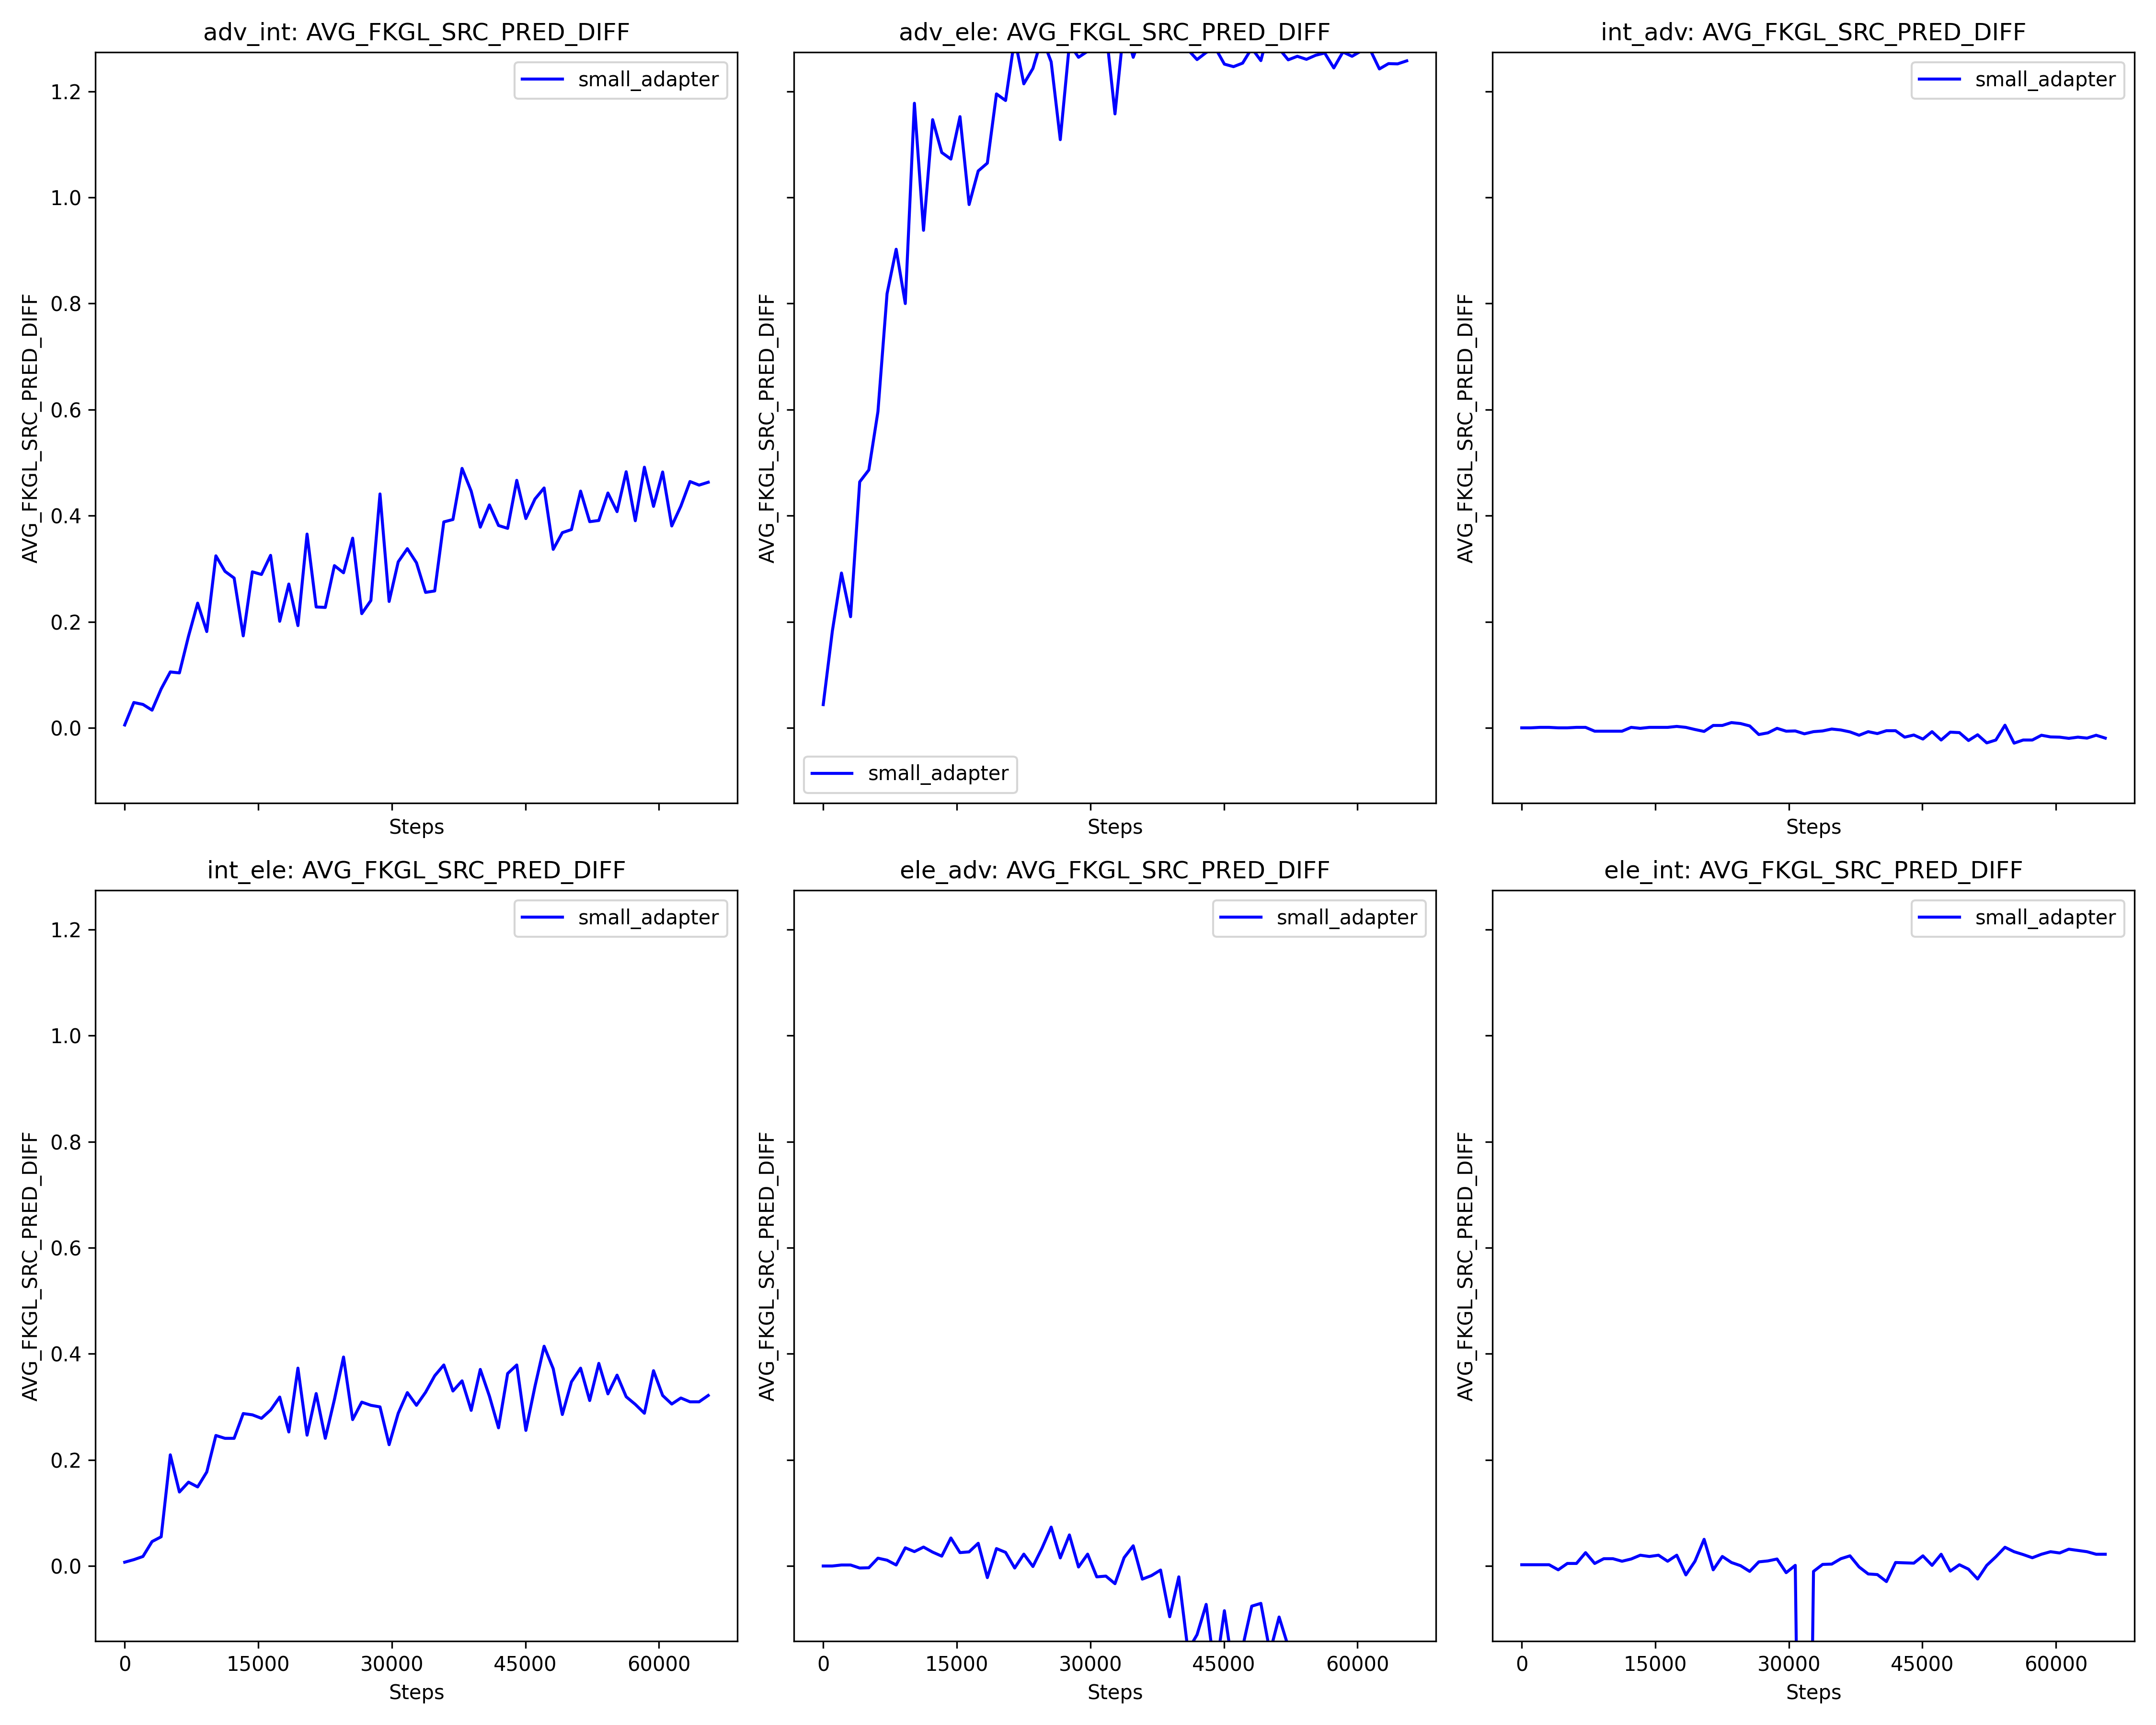 adv_int: AVG_FKGL_SRC_PRED_DIFF
adv_ele: AVG_FKGL_SRC_PRED_DIFF
int_adv: AVG_FKGL_SRC_PRED_DIFF
small_adapter
small_adapter
small_adapter
1.2
1.0
0.8
0.6
0.4
0.2
0.0
AVG_FKGL_SRC_PRED_DIFF
AVG_FKGL_SRC_PRED_DIFF
AVG_FKGL_SRC_PRED_DIFF
Steps
Steps
Steps
int_ele: AVG_FKGL_SRC_PRED_DIFF
ele_adv: AVG_FKGL_SRC_PRED_DIFF
ele_int: AVG_FKGL_SRC_PRED_DIFF
small_adapter
small_adapter
small_adapter
1.2
1.0
0.8
0.6
0.4
0.2
0.0
AVG_FKGL_SRC_PRED_DIFF
AVG_FKGL_SRC_PRED_DIFF
AVG_FKGL_SRC_PRED_DIFF
0 15000 30000 45000 60000
0 15000 30000 45000 60000
0 15000 30000 45000 60000
Steps
Steps
Steps